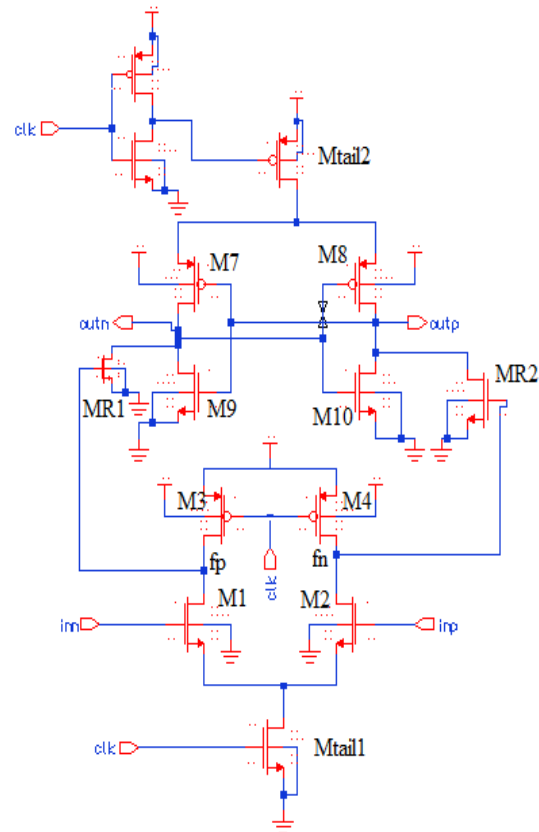 clk
Mtail2
M7
M8
outn
outp
MR1
M9
M10
MR2
M3
M4
fp
clk
fn
M1
M2
inn
inp
clk
Mtail1